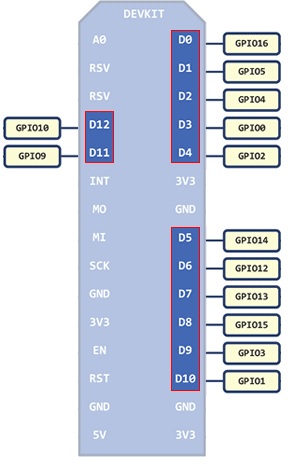 DEVKIT
A0 D0 GPIO16
RSV D1 GPIO5
RSV D2 GPIO4
GPIO10 D12 D3 GPIO0
GPIO9 D11 D4 GPIO2
INT 3V3
MO GND
MI D5 GPIO14
SCK D6 GPIO12
GND D7 GPIO13
3V3 D8 GPIO15
EN D9 GPIO3
RST D10 GPIO1
GND GND
5V 3V3